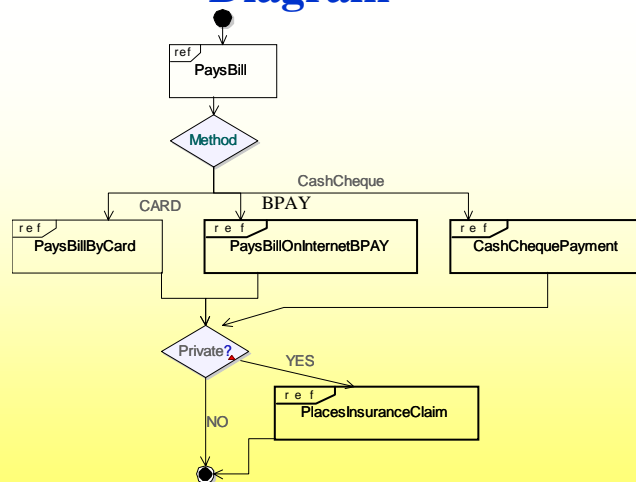 Diagram
ref
PaysBill
Method
CashCheque
CARD
BPAY
ref
PaysBillByCard
ref
PaysBillOnInternetBPAY
ref
CashChequePayment
Private?
YES
ref
PlacesInsuranceClaim
NO